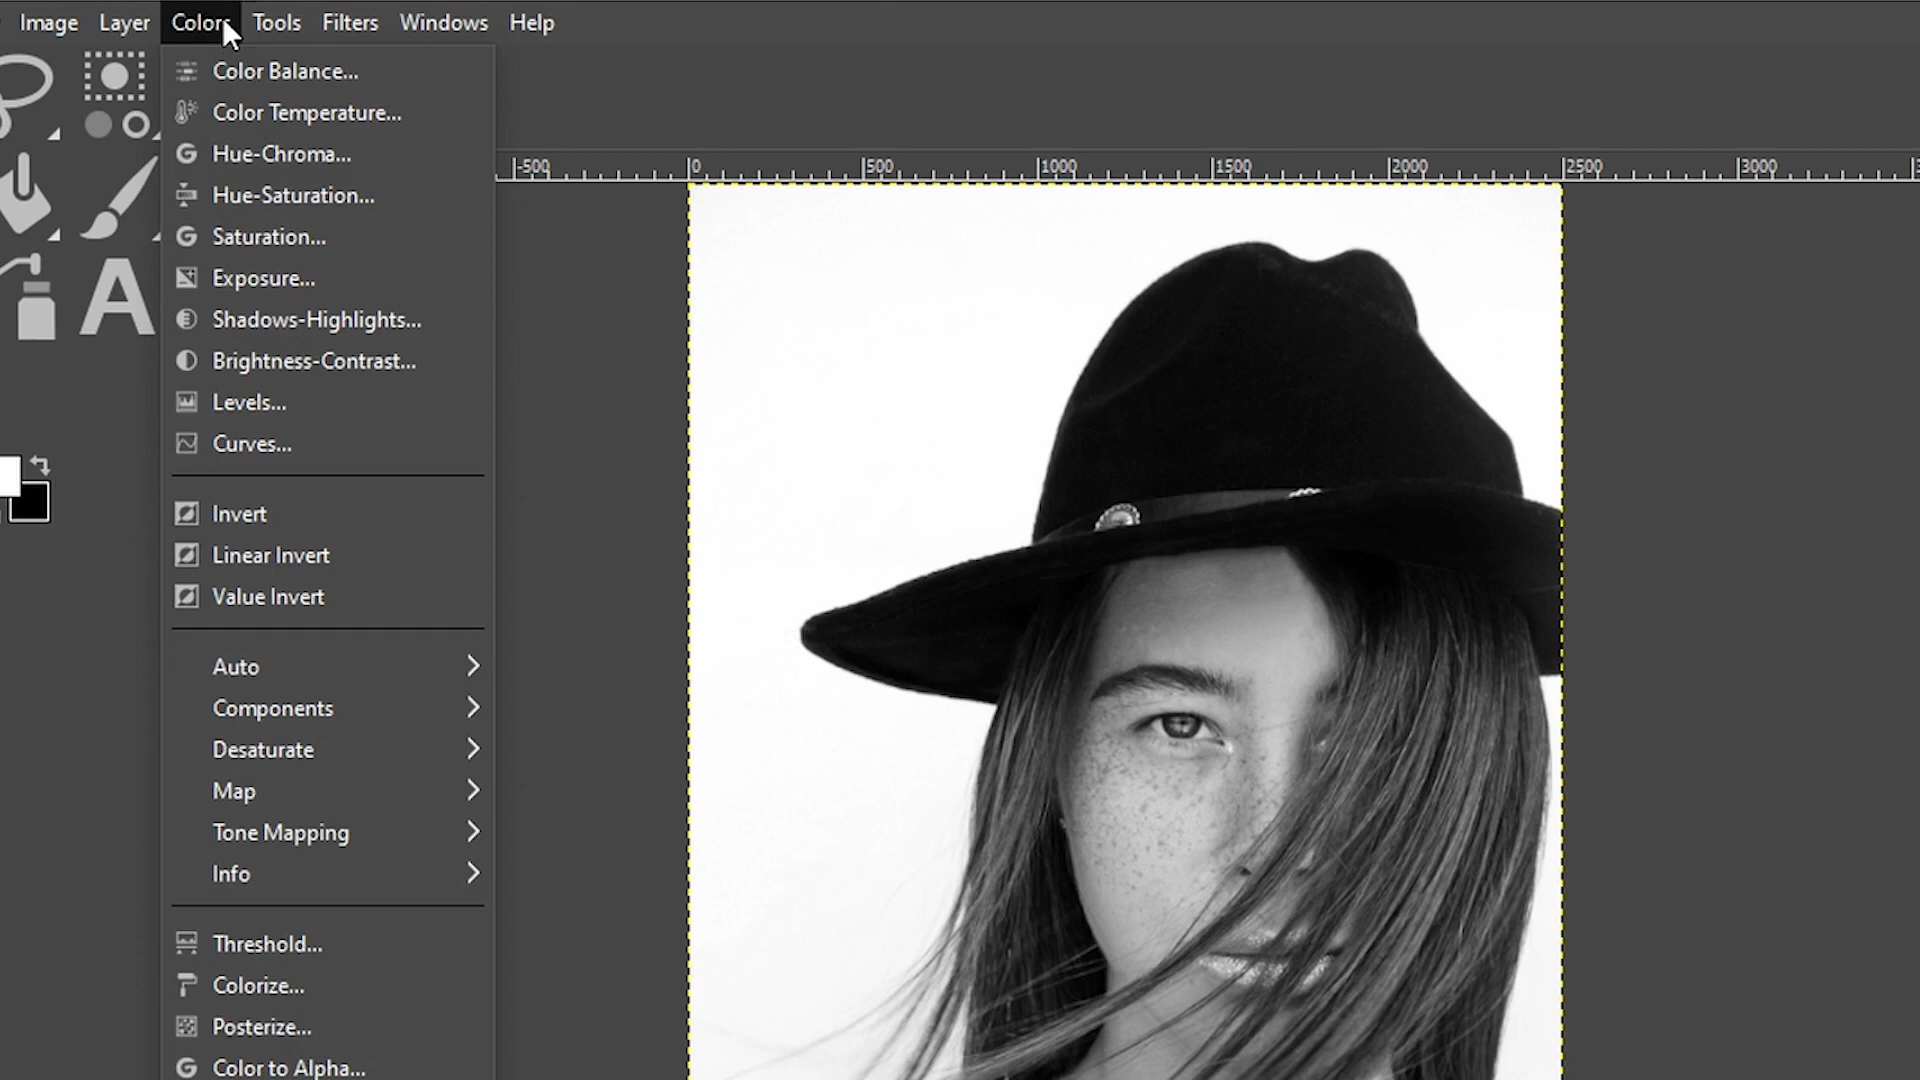 Image Layer Colors Tools Filters Windows Help
Color Balance...
Color Temperature...
Hue-Chroma...
Hue-Saturation...
Saturation...
Exposure...
Shadows-Highlights...
Brightness-Contrast...
Levels...
Curves...
Invert
Linear Invert
Value Invert
Auto
Components
Desaturate
Map
Tone Mapping
Info
Threshold...
Colorize...
Posterize...
Color to Alpha...
-500 0 500 1000 1500 2000 2500 3000
A